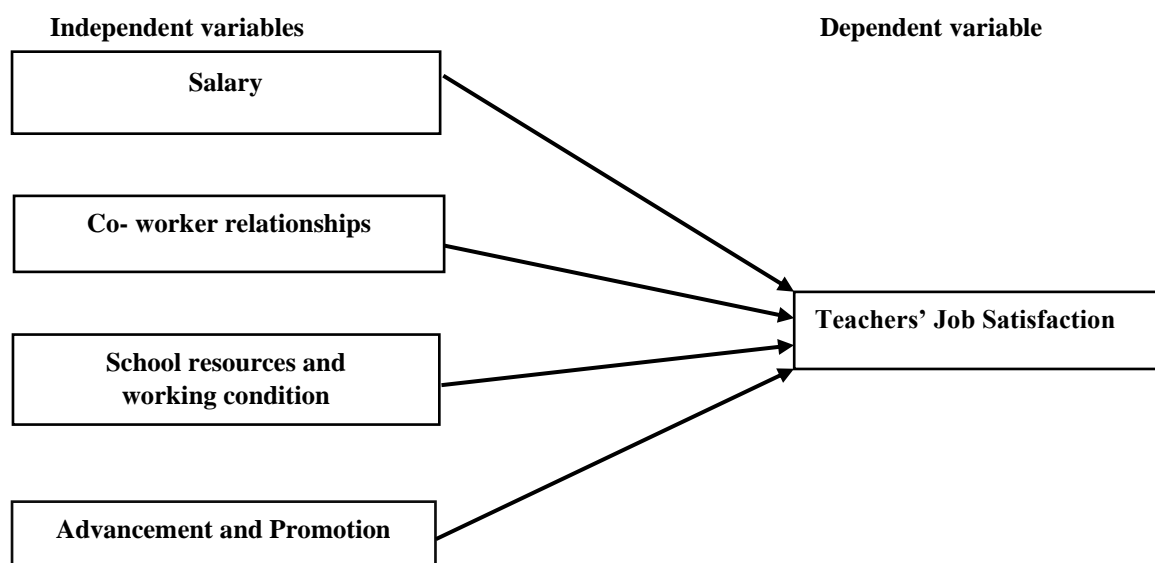 Independent variables
Dependent variable
Salary
Co- worker relationships
School resources and
working condition
Advancement and Promotion
Teachers’ Job Satisfaction